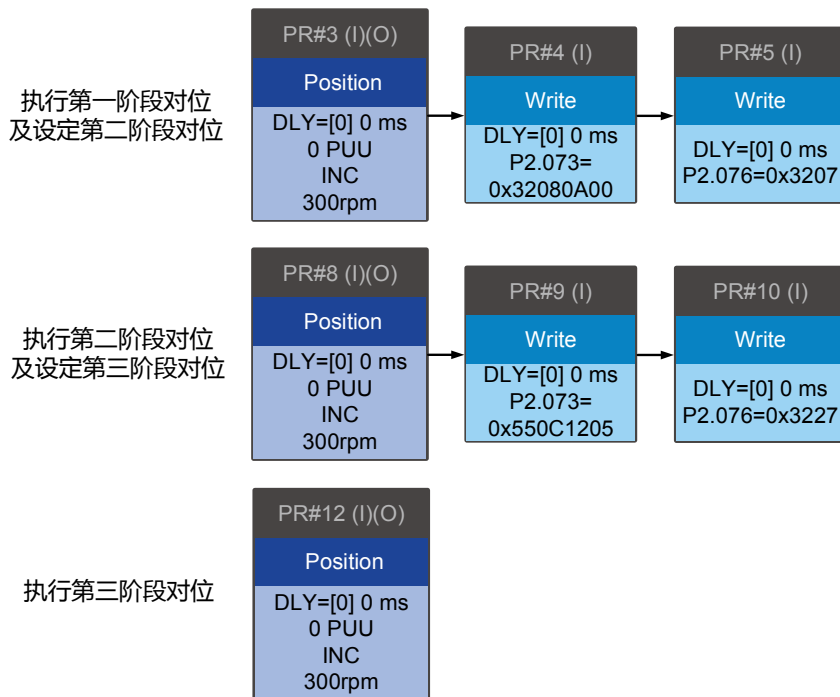 执行第一阶段对位
及设定第二阶段对位
PR#3 (I)(O)
Position
DLY=[0] 0 ms
0 PUU
INC
300rpm
PR#4 (I)
Write
DLY=[0] 0 ms
P2.073=
0x32080A00
PR#5 (I)
Write
DLY=[0] 0 ms
P2.076=0x3207
执行第二阶段对位
及设定第三阶段对位
PR#8 (I)(O)
Position
DLY=[0] 0 ms
0 PUU
INC
300rpm
PR#9 (I)
Write
DLY=[0] 0 ms
P2.073=
0x550C1205
PR#10 (I)
Write
DLY=[0] 0 ms
P2.076=0x3227
执行第三阶段对位
PR#12 (I)(O)
Position
DLY=[0] 0 ms
0 PUU
INC
300rpm